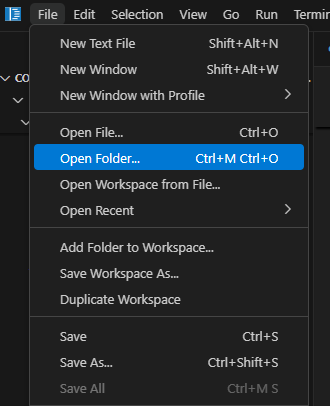 File Edit Selection View Go Run
New Text File Shift+Alt+N
New Window Shift+Alt+W
New Window with Profile
Open File... Ctrl+O
Open Folder... Ctrl+M Ctrl+O
Open Workspace from File...
Open Recent
Add Folder to Workspace...
Save Workspace As...
Duplicate Workspace
Save Ctrl+S
Save As... Ctrl+Shift+S
Save All Ctrl+M S